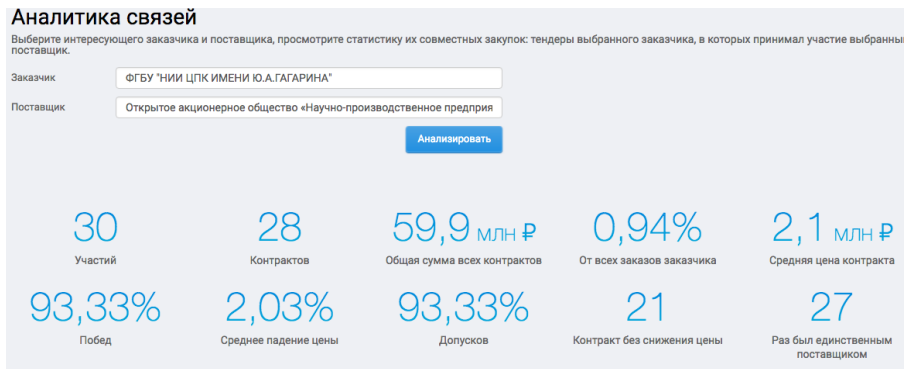 Аналитика связей
Выберите интересующего заказчика и поставщика, просмотрите статистику их совместных закупок: тендеры выбранного заказчика, в которых принимал участие выбранны
поставщик.
Заказчик ФГБУ "НИИ ЦПК ИМЕНИ Ю.А.ГАГАРИНА"
Поставщик Открытое акционерное общество «Научно-производственное предприя
Анализировать
30 28 59,9 МЛН ₽ 0,94% 2,1 МЛН ₽
Участий Контрактов Общая сумма всех контрактов От всех заказов заказчика Средняя цена контракта
93,33% 2,03% 93,33% 21 27
Побед Среднее падение цены Допусков Контракт без снижения цены Раз был единственным
поставщиком